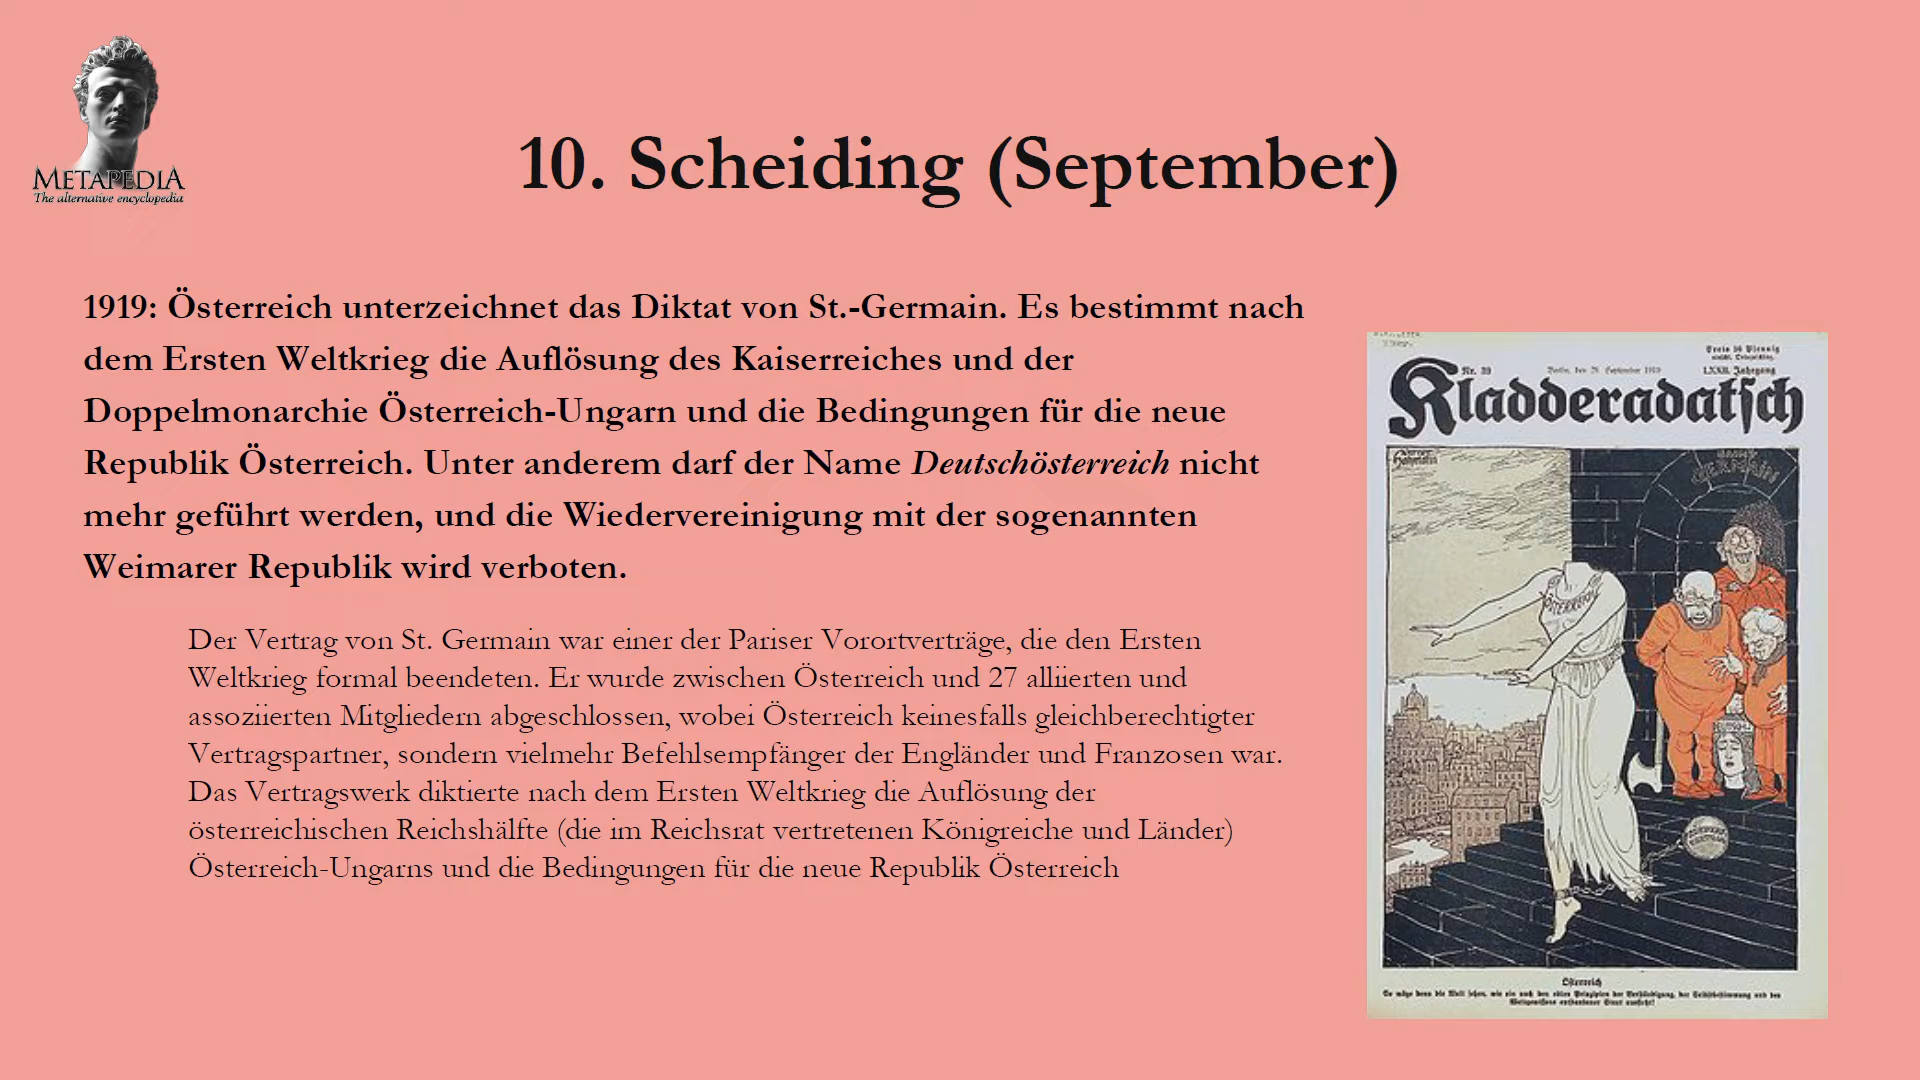 METAPEDIA
The alternative encyclopedia
10. Scheiding (September)
1919: Österreich unterzeichnet das Diktat von St.-Germain. Es bestimmt nach
dem Ersten Weltkrieg die Auflösung des Kaiserreiches und der
Doppelmonarchie Österreich-Ungarn und die Bedingungen für die neue
Republik Österreich. Unter anderem darf der Name Deutschösterreich nicht
mehr geführt werden, und die Wiedervereinigung mit der sogenannten
Weimarer Republik wird verboten.
Der Vertrag von St. Germain war einer der Pariser Vorortverträge, die den Ersten
Weltkrieg formal beendeten. Er wurde zwischen Österreich und 27 alliierten und
assoziierten Mitgliedern abgeschlossen, wobei Österreich keinesfalls gleichberechtigter
Vertragspartner, sondern vielmehr Befehlsempfänger der Engländer und Franzosen war.
Das Vertragswerk diktierte nach dem Ersten Weltkrieg die Auflösung der
österreichischen Reichshälfte (die im Reichsrat vertretenen Königreiche und Länder)
Österreich-Ungarns und die Bedingungen für die neue Republik Österreich
Nr. 39
LXXII. Jahrgang
Kladderadatsch
SAINT
GERMAIN
ÖSTERREICH
Österreich